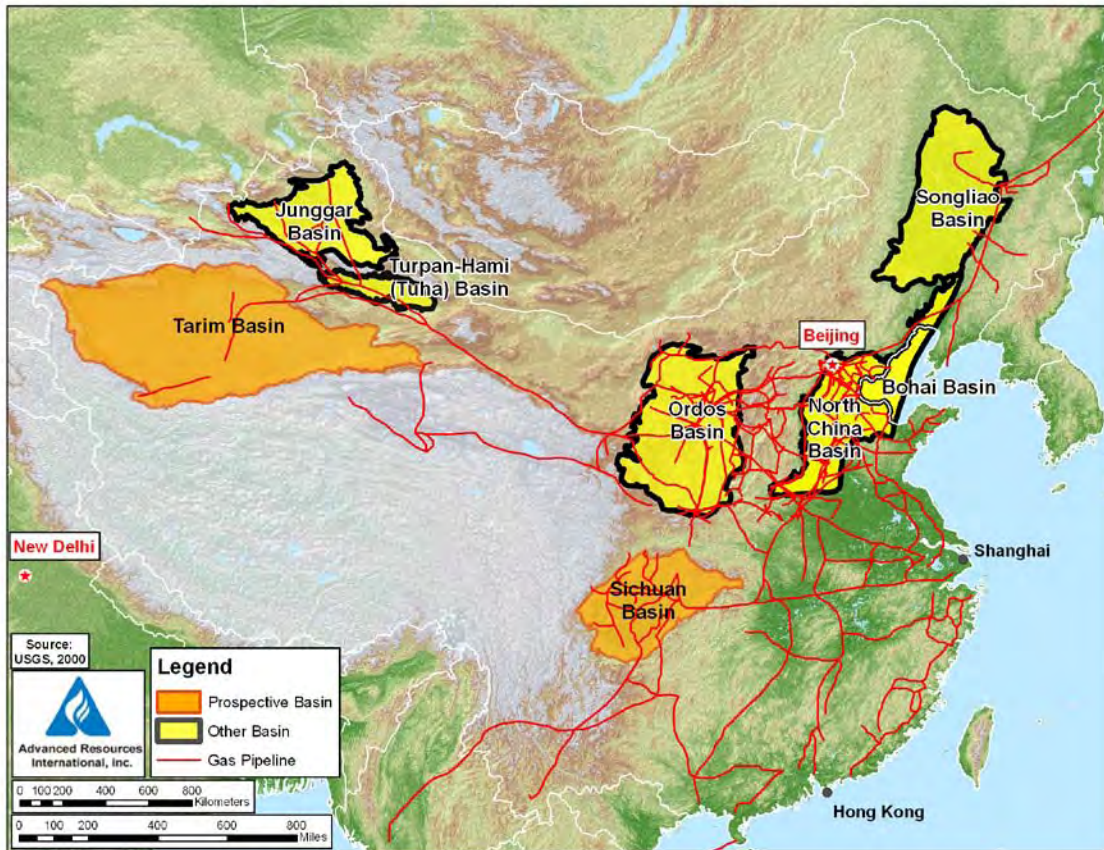 Songliao
Basin
Junggar
Basin
Turpan-Hami
(Tuha) Basin
Tarim Basin
Beijing
Bohai Basin
Ordos
Basin
North
China
Basin
New Delhi
Shanghai
Sichuan
Basin
Hong Kong
Source:
USGS, 2000
Advanced Resources
International, inc.
Legend
Prospective Basin
Other Basin
Gas Pipeline
0 100 200 400 600 800
Kilometers
0 100 200 400 600 800
Miles